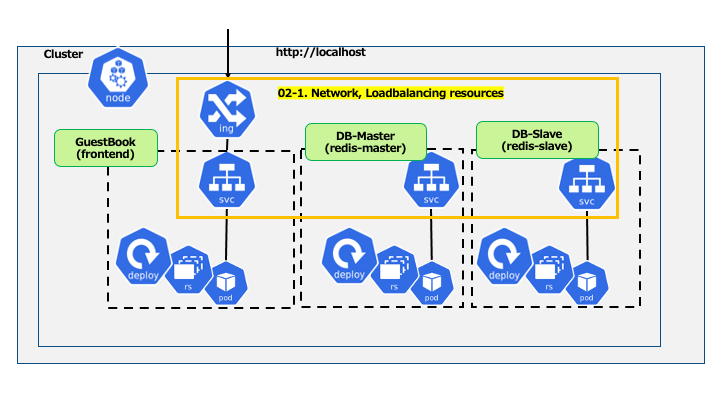 Cluster
http://localhost
node
02-1. Network, Loadbalancing resources
ing
GuestBook
(frontend)
DB-Master
(redis-master)
DB-Slave
(redis-slave)
svc
svc
svc
deploy
rs
pod
deploy
rs
pod
deploy
rs
pod